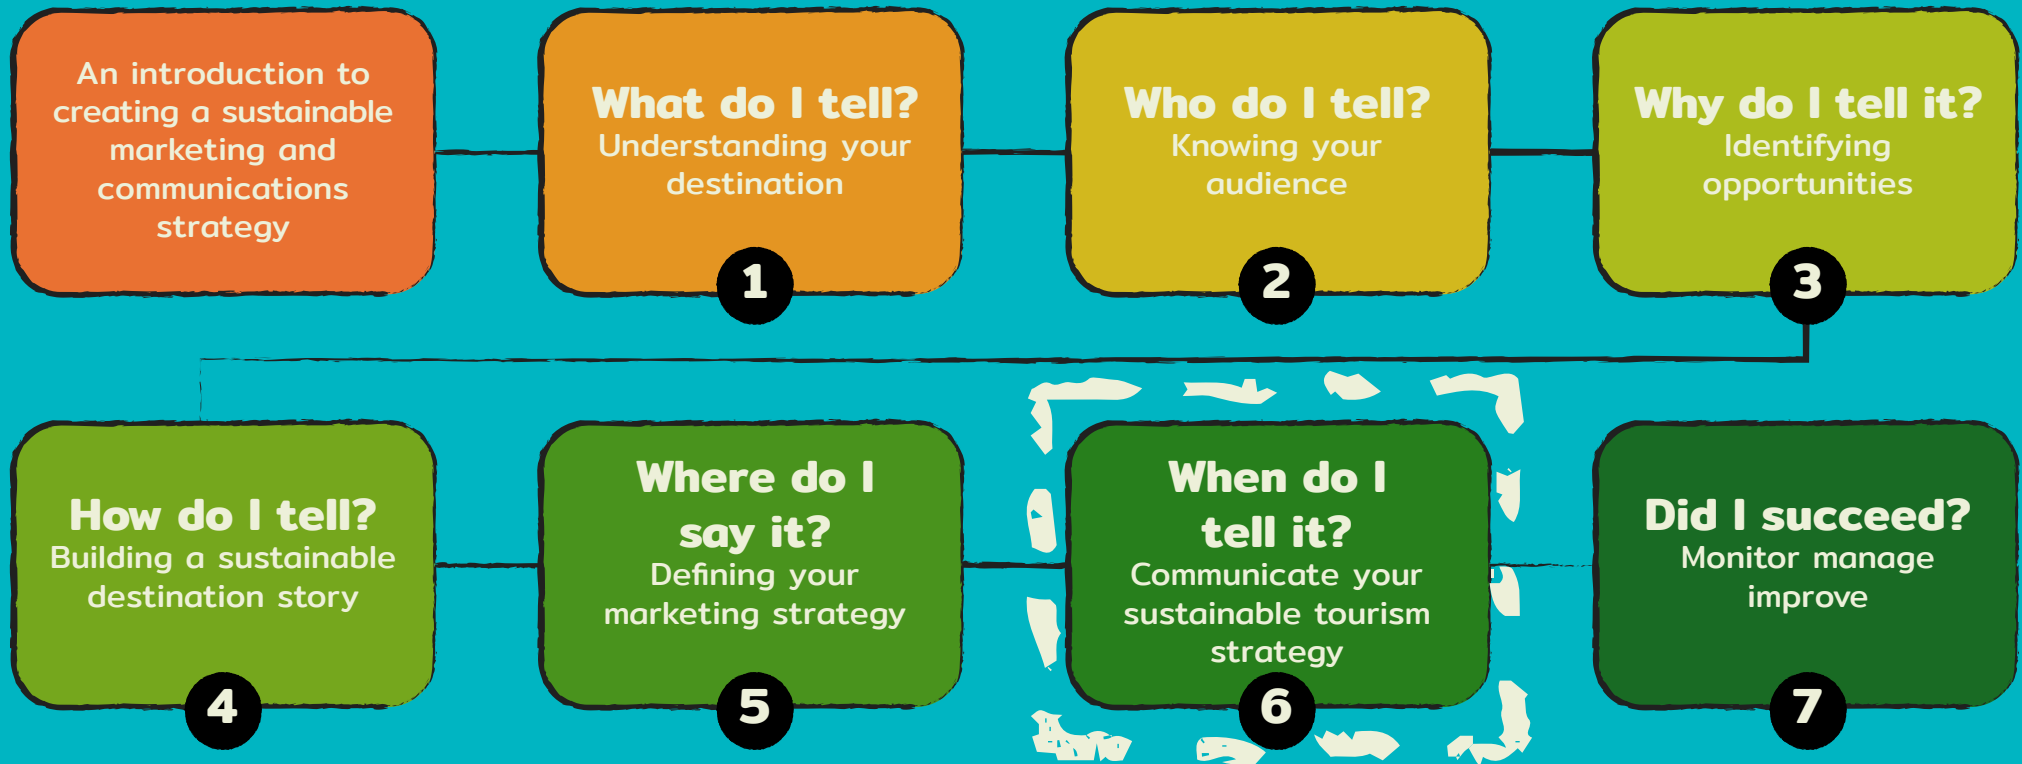 An introduction to
creating a sustainable
marketing and
communications
strategy
What do I tell?
Understanding your
destination
1
Who do I tell?
Knowing your
audience
2
Why do I tell it?
Identifying
opportunities
3
How do I tell?
Building a sustainable
destination story
4
Where do I
say it?
Defining your
marketing strategy
5
When do I
tell it?
Communicate your
sustainable tourism
strategy
6
Did I succeed?
Monitor manage
improve
7